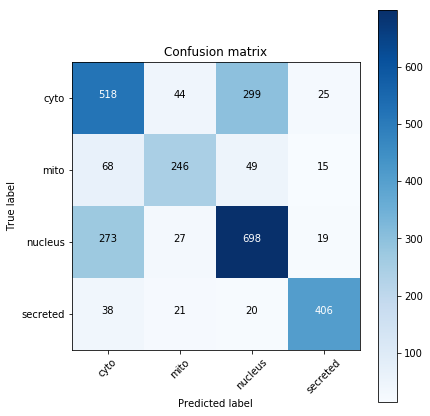 Confusion matrix
cyto 518 44 299 25
mito 68 246 49 15
nucleus 273 27 698 19
secreted 38 21 20 406
cyto mito nucleus secreted
True label
Predicted label
600
500
400
300
200
100